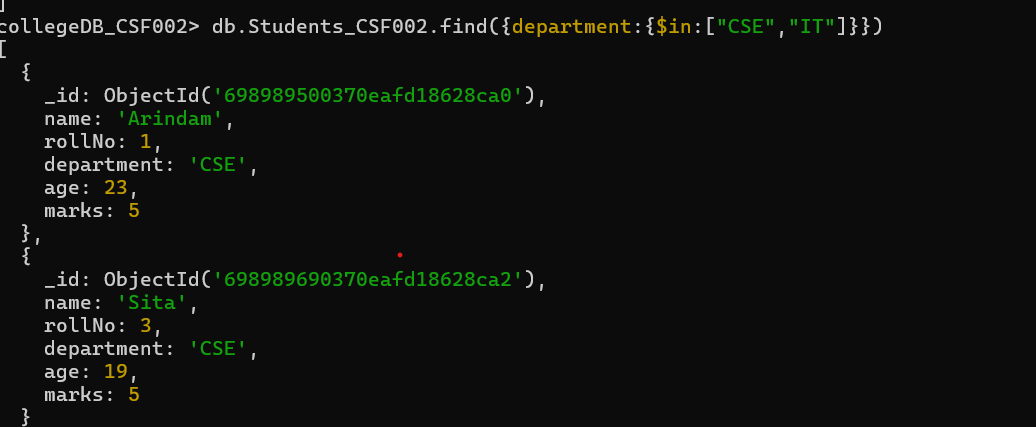 ]
collegeDB_CSF002> db.Students_CSF002.find({department:{$in:["CSE","IT"]}})
[
  {
    _id: ObjectId('698989500370eafd18628ca0'),
    name: 'Arindam',
    rollNo: 1,
    department: 'CSE',
    age: 23,
    marks: 5
  },
  {
    _id: ObjectId('698989690370eafd18628ca2'),
    name: 'Sita',
    rollNo: 3,
    department: 'CSE',
    age: 19,
    marks: 5
  }